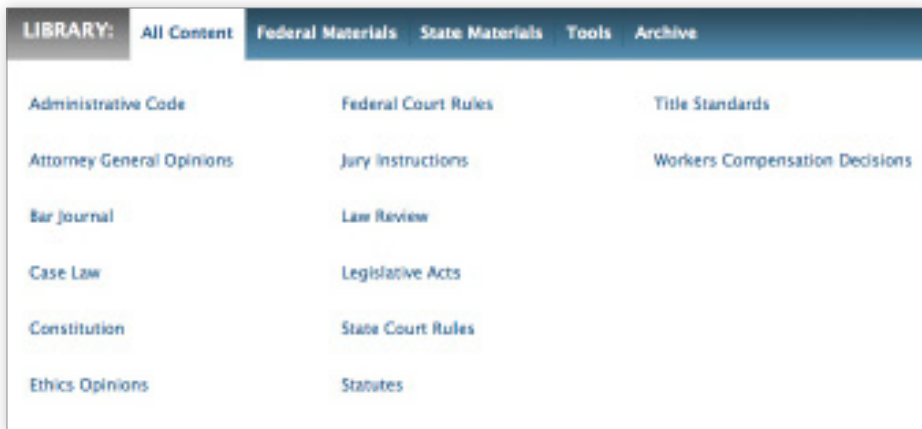 LIBRARY: All Content Federal Materials State Materials Tools Archive
Administrative Code Federal Court Rules Title Standards
Attorney General Opinions Jury Instructions Workers Compensation Decisions
Bar Journal Law Review
Case Law Legislative Acts
Constitution State Court Rules
Ethics Opinions Statutes